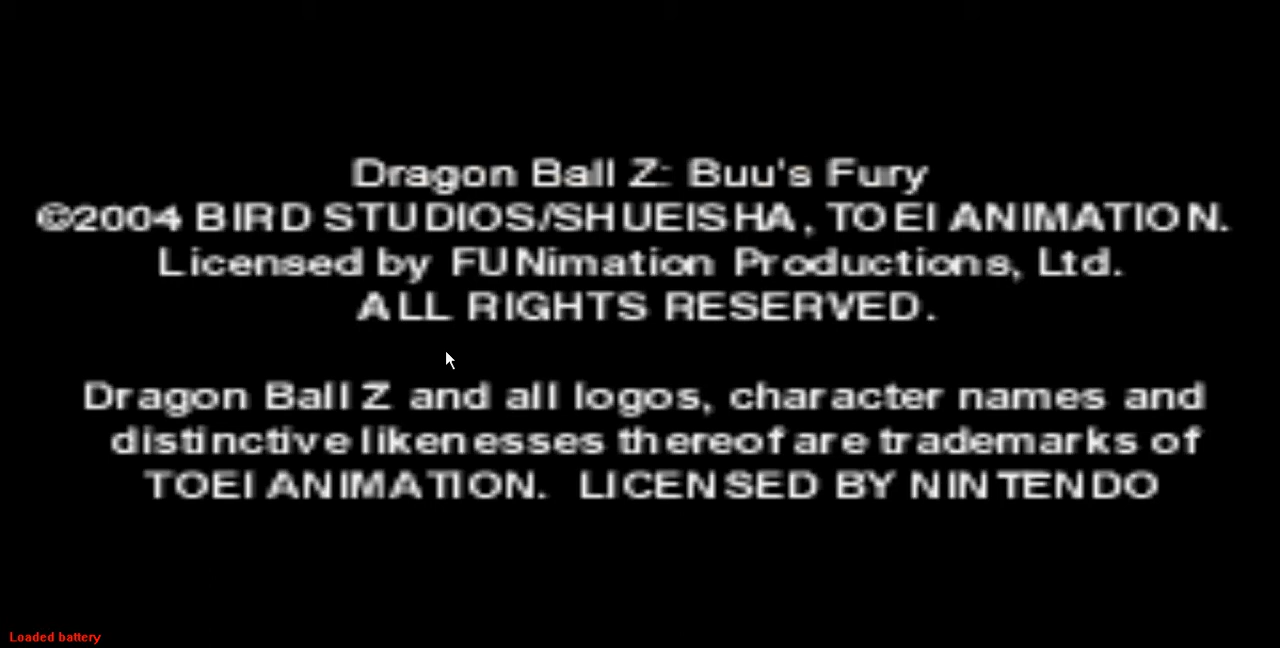 Dragon Ball Z: Buu's Fury
©2004 BIRD STUDIOS/SHUEISHA, TOEI ANIMATION.
Licensed by FUNimation Productions, Ltd.
ALL RIGHTS RESERVED.
Dragon Ball Z and all logos, character names and
distinctive likenesses thereof are trademarks of
TOEI ANIMATION. LICENSED BY NINTENDO
Loaded battery